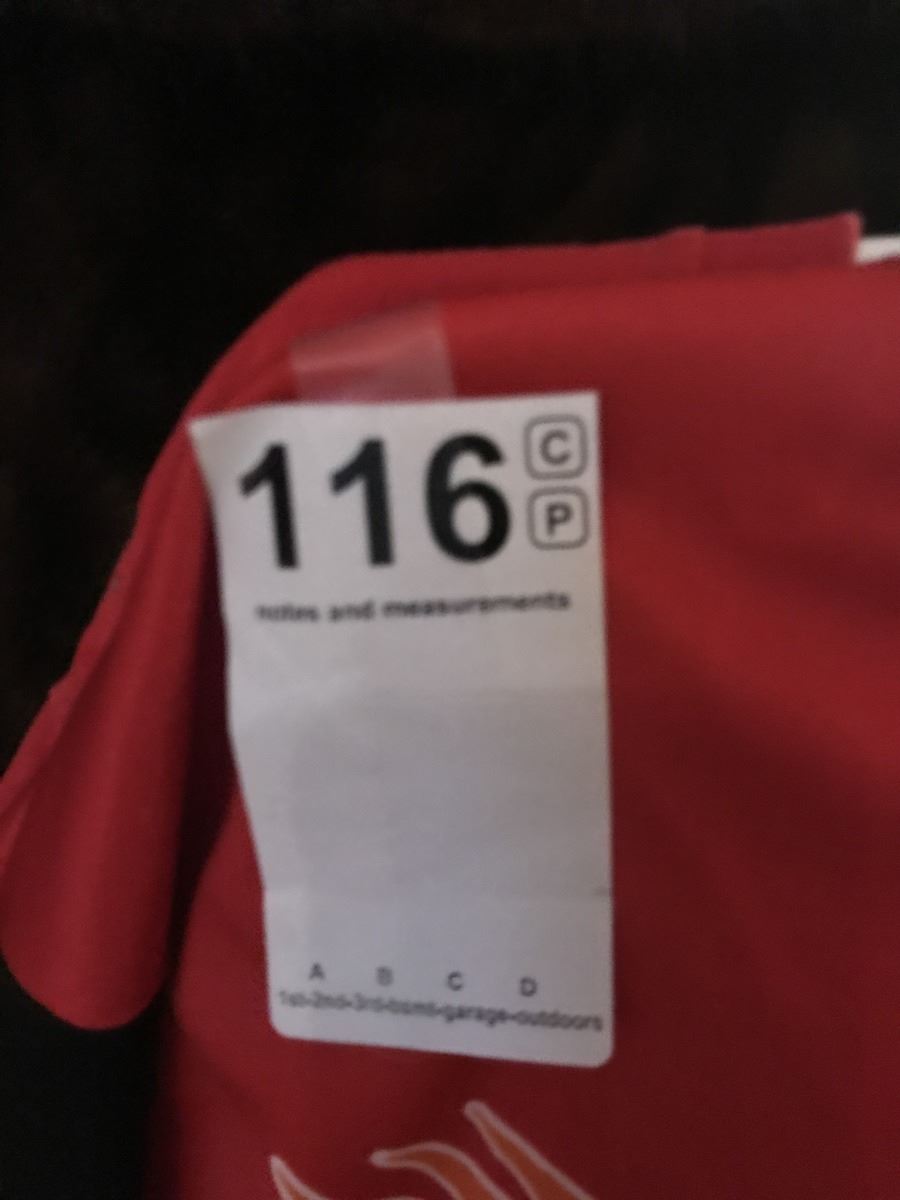 116 C
P
notes and measurements
A B C D
1st-2nd-3rd-bsmt-garage-outdoors